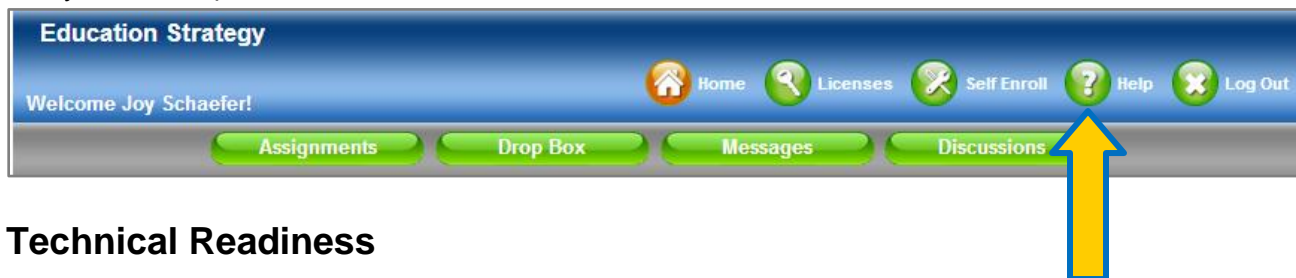 Education Strategy
Home Licenses Self Enroll Help Log Out
Welcome Joy Schaefer!
Assignments Drop Box Messages Discussions
Technical Readiness